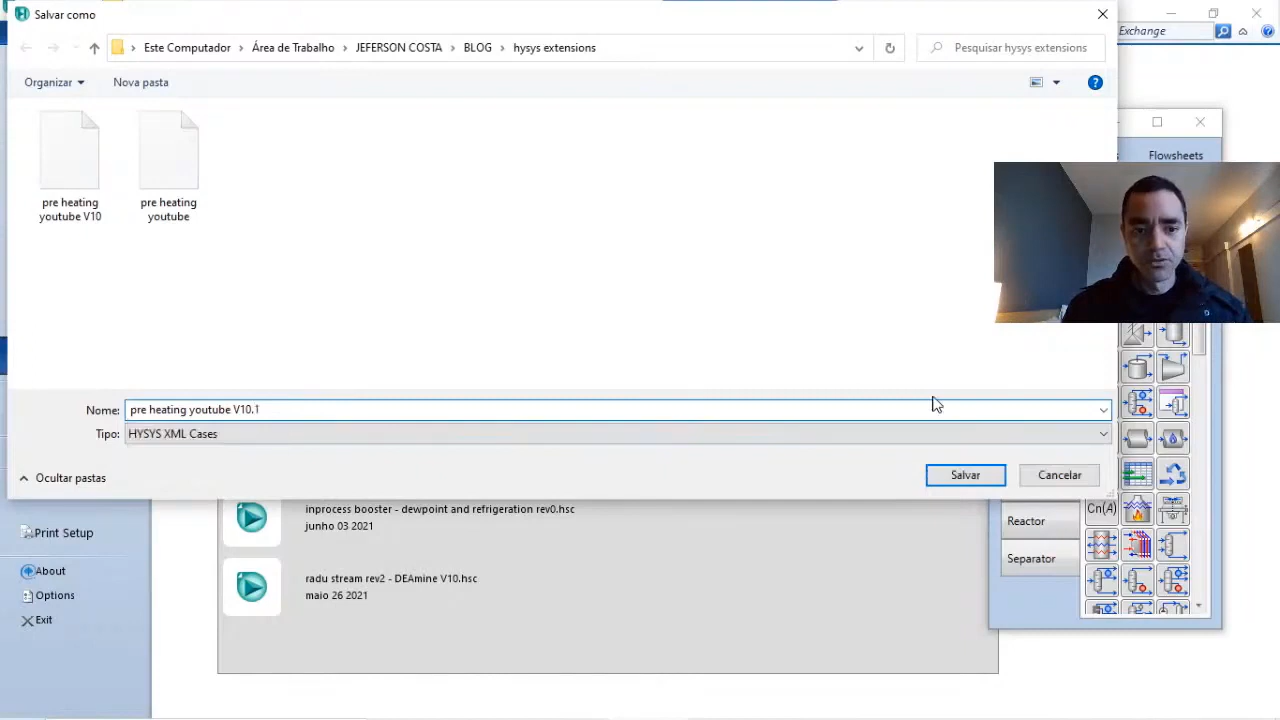 Salvar como
Exchange
Este Computador > Área de Trabalho > JEFERSON COSTA > BLOG > hysys extensions
Pesquisar hysys extensions
Organizar
Nova pasta
Flowsheets
pre heating
youtube V10
pre heating
youtube
Nome: pre heating youtube V10.1
Tipo: HYSYS XML Cases
Ocultar pastas
Salvar
Cancelar
inprocess booster - dewpoint and refrigeration rev0.hsc
junho 03 2021
Cn(A)
Reactor
Print Setup
Separator
About
radu stream rev2 - DEAmine V10.hsc
maio 26 2021
Options
Exit